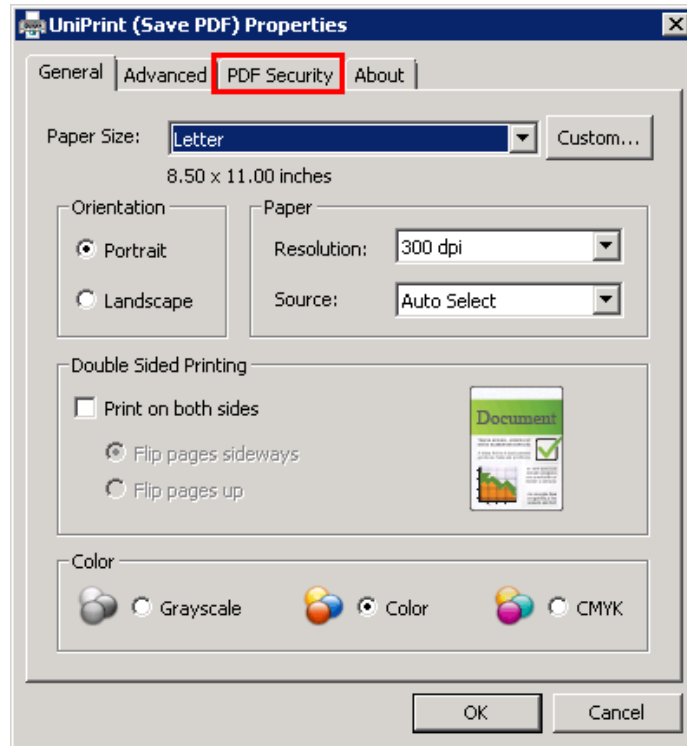 UniPrint (Save PDF) Properties
General Advanced PDF Security About
Paper Size: Letter Custom...
8.50 x 11.00 inches
Orientation
Portrait
Landscape
Paper
Resolution: 300 dpi
Source: Auto Select
Double Sided Printing
Print on both sides
Flip pages sideways
Flip pages up
Document
Color
Grayscale Color CMYK
OK Cancel